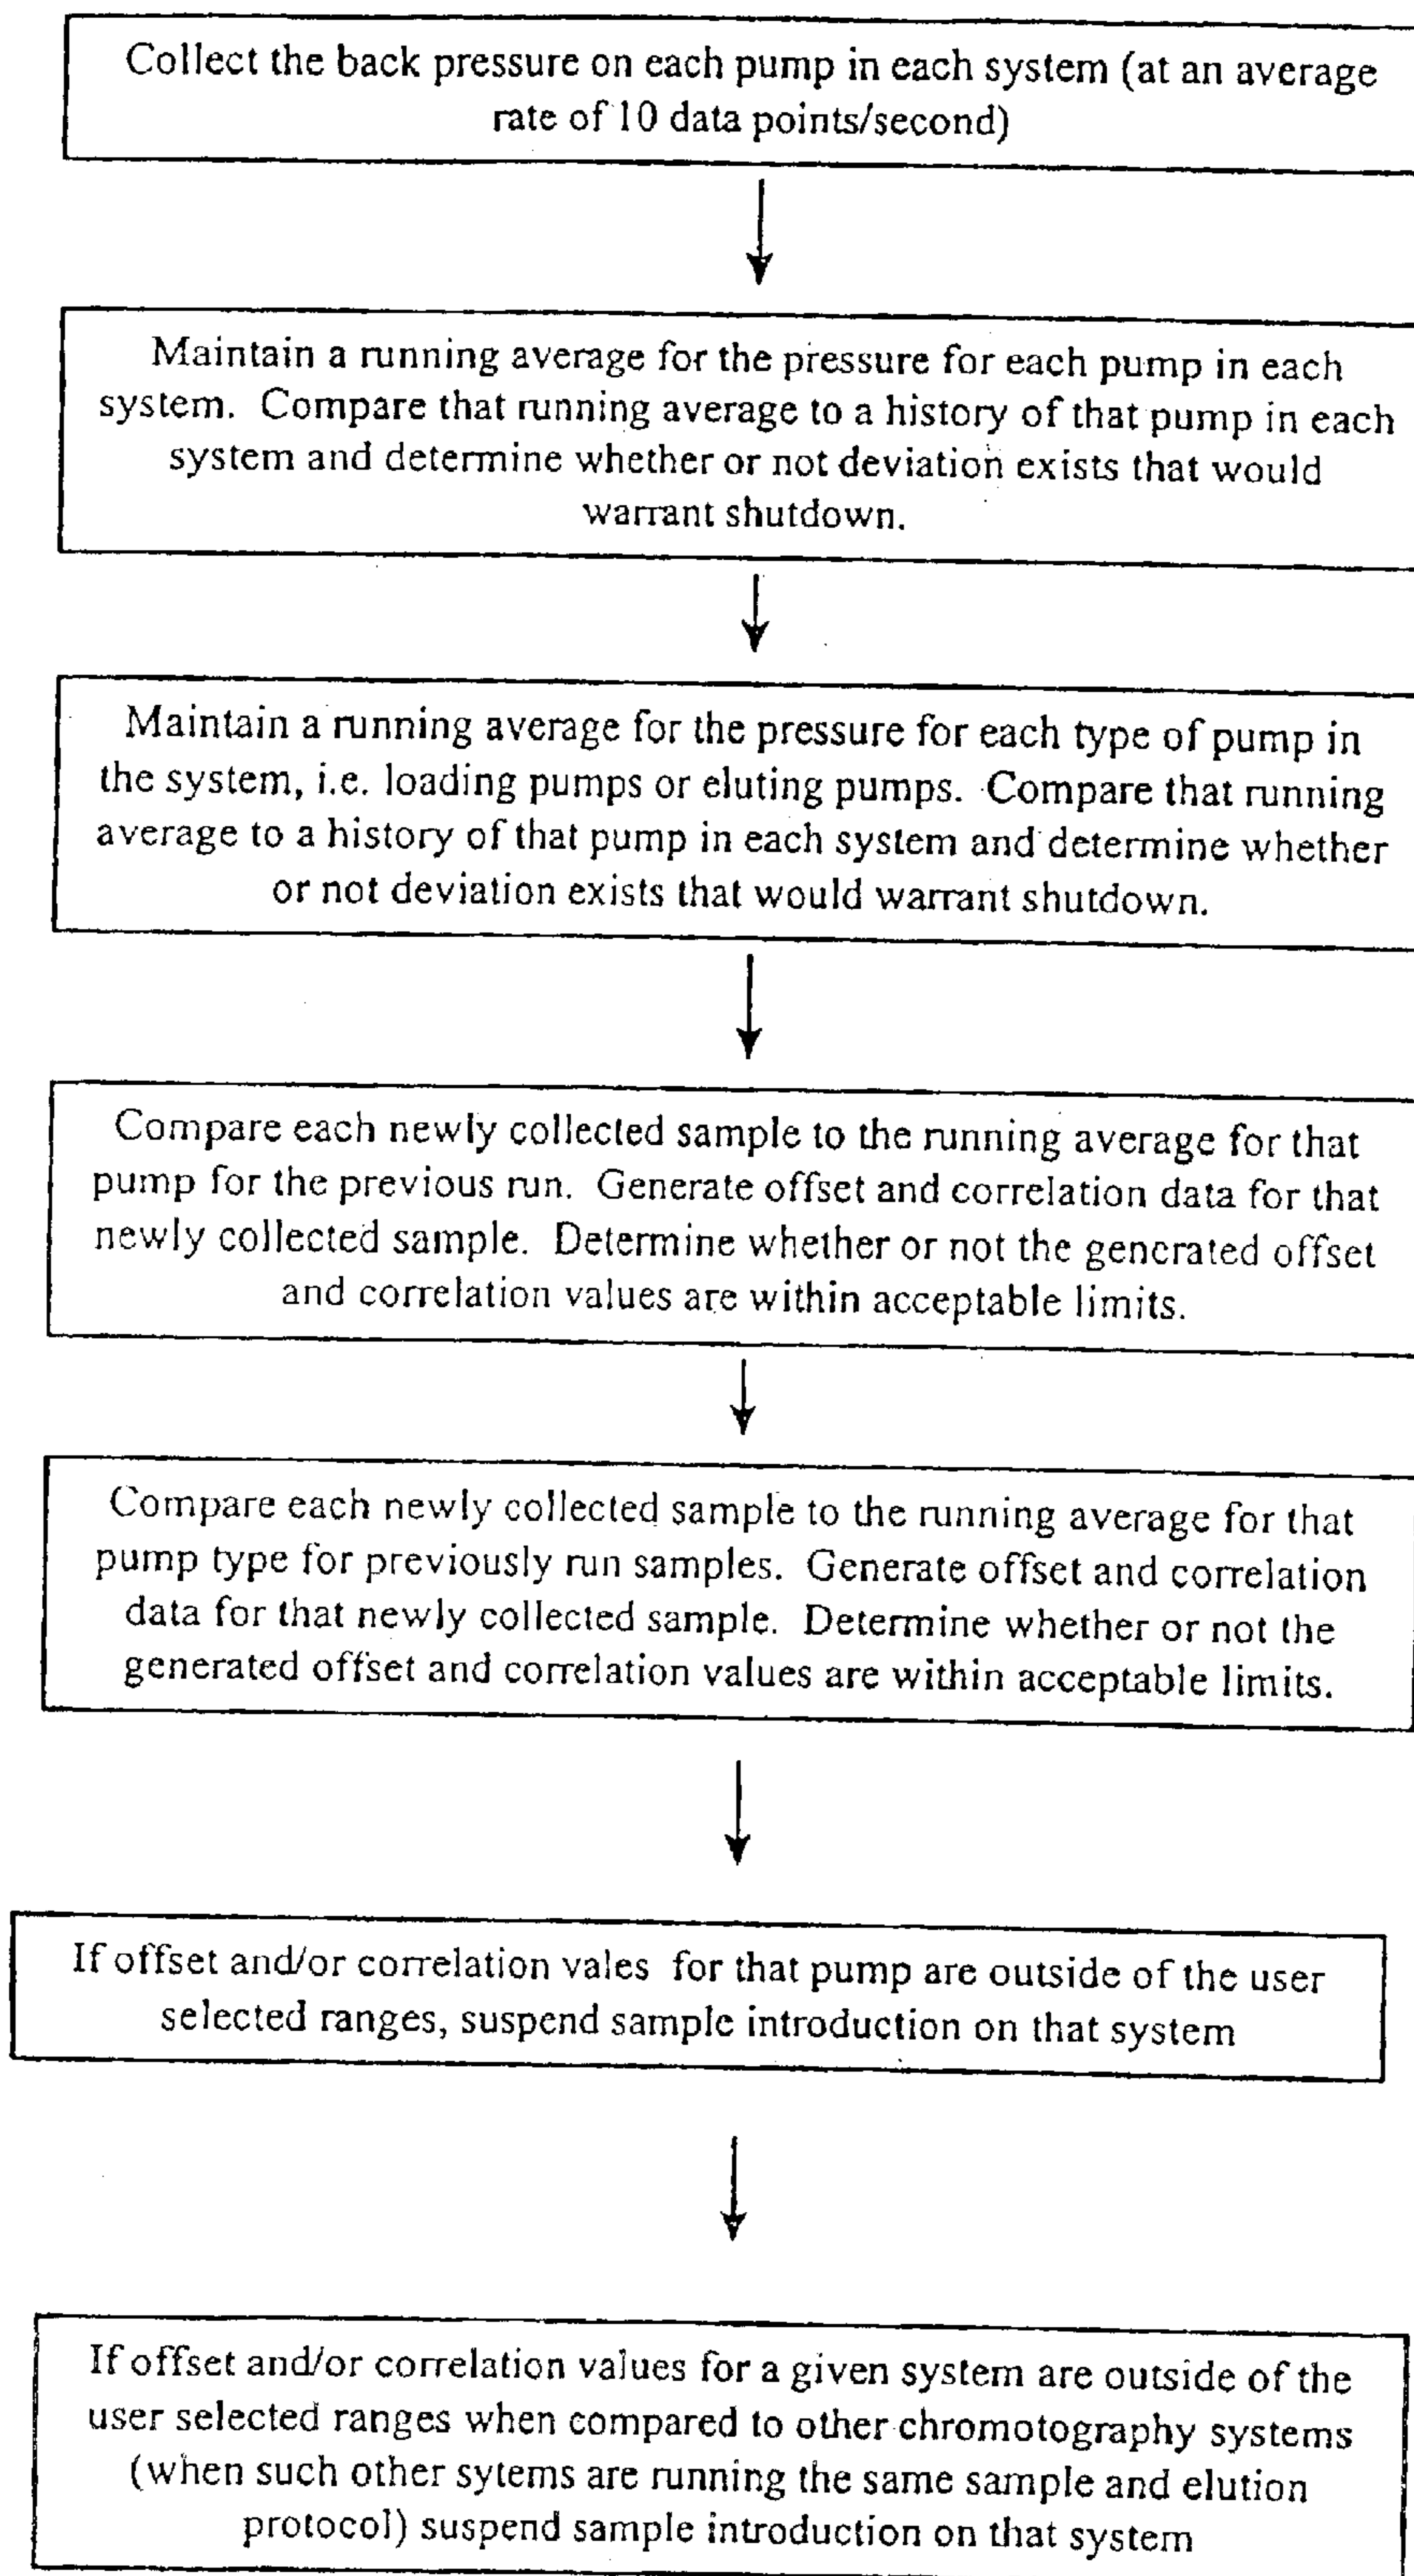 Collect the back pressure on each pump in each system (at an average
rate of 10 data points/second)
Maintain a running average for the pressure for each pump in each
system. Compare that running average to a history of that pump in each
system and determine whether or not deviation exists that would
warrant shutdown.
Maintain a running average for the pressure for each type of pump in
the system, i.e. loading pumps or eluting pumps. Compare that running
average to a history of that pump in each system and determine whether
or not deviation exists that would warrant shutdown.
Compare each newly collected sample to the running average for that
pump for the previous run. Generate offset and correlation data for that
newly collected sample. Determine whether or not the generated offset
and correlation values are within acceptable limits.
Compare each newly collected sample to the running average for that
pump type for previously run samples. Generate offset and correlation
data for that newly collected sample. Determine whether or not the
generated offset and correlation values are within acceptable limits.
If offset and/or correlation vales for that pump are outside of the user
selected ranges, suspend sample introduction on that system
If offset and/or correlation values for a given system are outside of the
user selected ranges when compared to other chromotography systems
(when such other sytems are running the same sample and elution
protocol) suspend sample introduction on that system